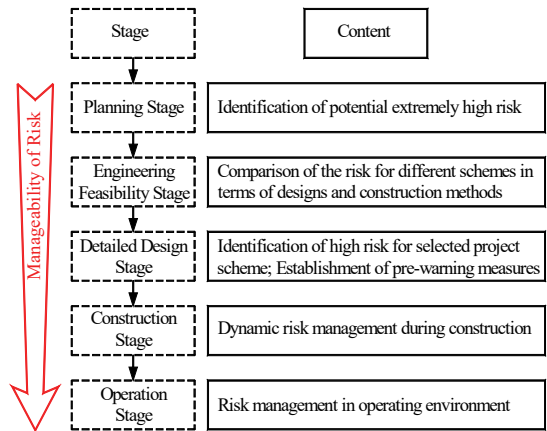 Stage
Content
Manageability of Risk
Planning Stage
Identification of potential extremely high risk
Engineering
Feasibility Stage
Comparison of the risk for different schemes in
terms of designs and construction methods
Detailed Design
Stage
Identification of high risk for selected project
scheme; Establishment of pre-warning measures
Construction
Stage
Dynamic risk management during construction
Operation
Stage
Risk management in operating environment